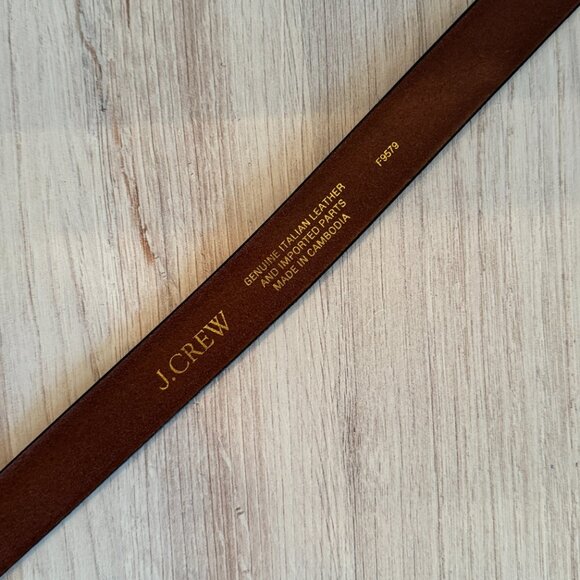 J.CREW
GENUINE ITALIAN LEATHER
AND IMPORTED PARTS
MADE IN CAMBODIA
F9579